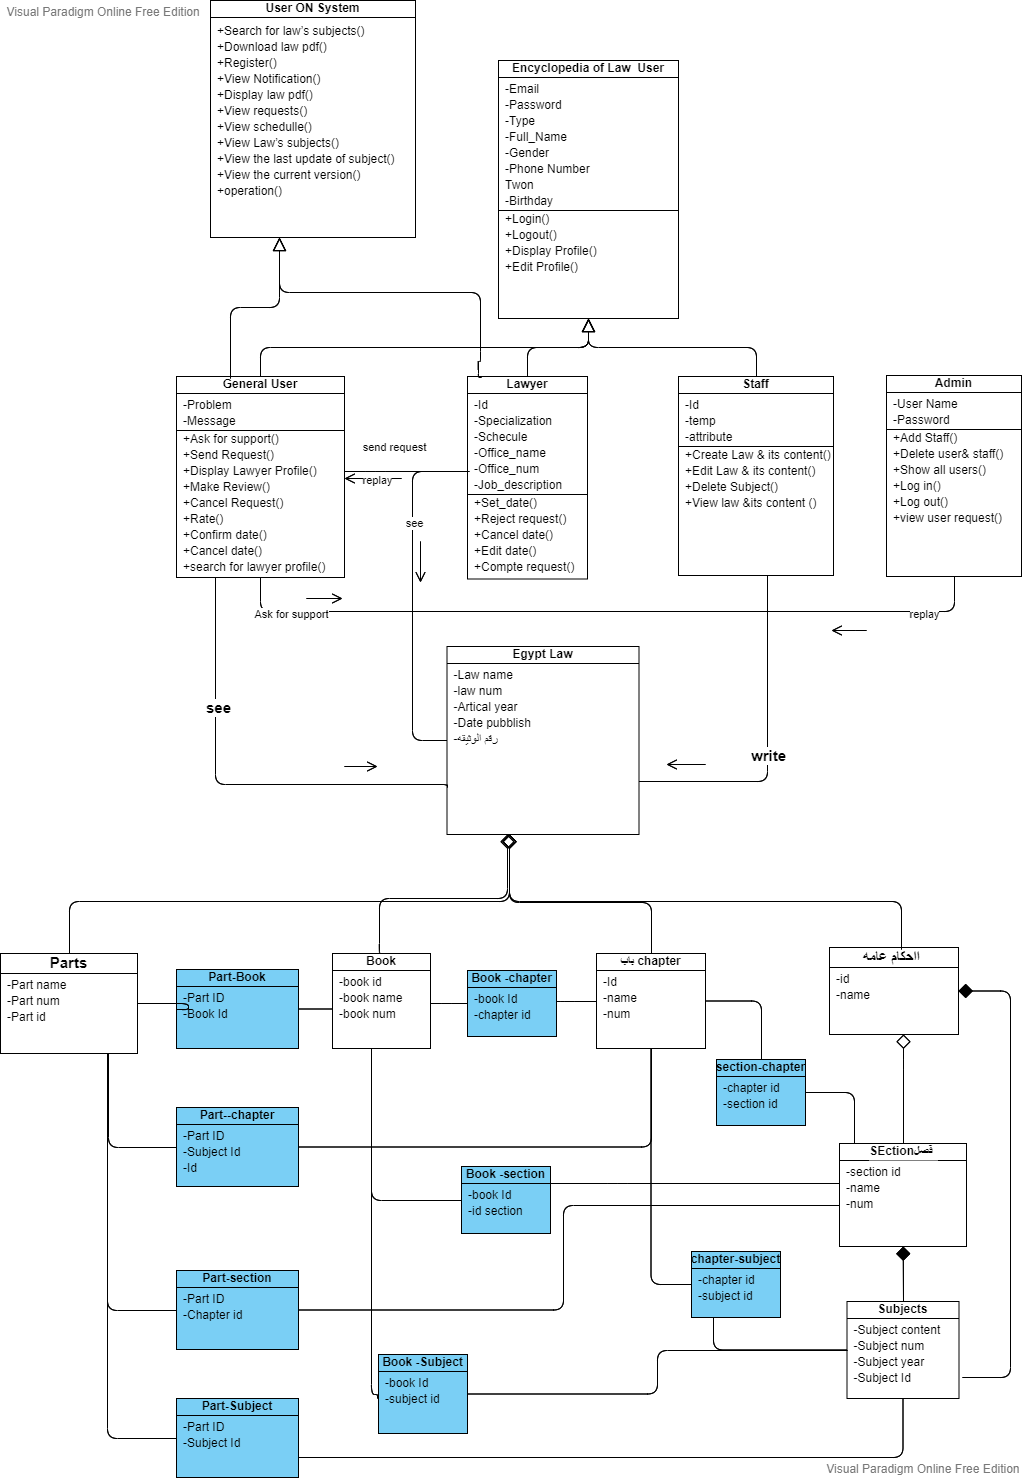 Visual Paradigm Online Free Edition
User ON System
+Search for law's subjects()
+Download law pdf()
+Register()
+View Notification()
+Display law pdf()
+View requests()
+View schedulle()
+View Law's subjects()
+View the last update of subject()
+View the current version()
+operation()
Encyclopedia of Law User
-Email
-Password
-Type
-Full_Name
-Gender
-Phone Number
Twon
-Birthday
+Login()
+Logout()
+Display Profile()
+Edit Profile()
General User
-Problem
-Message
+Ask for support()
+Send Request()
+Display Lawyer Profile()
+Make Review()
+Cancel Request()
+Rate()
+Confirm date()
+Cancel date()
+search for lawyer profile()
send request
replay
see
Lawyer
-Id
-Specialization
-Schecule
-Office_name
-Office_num
-Job_description
+Set_date()
+Reject request()
+Cancel date()
+Edit date()
+Compte request()
Staff
-Id
-temp
-attribute
+Create Law & its content()
+Edit Law & its content()
+Delete Subject()
+View law &its content ()
Admin
-User Name
-Password
+Add Staff()
+Delete user& staff()
+Show all users()
+Log in()
+Log out()
+view user request()
Ask for support
replay
see
Egypt Law
-Law name
-law num
-Artical year
-Date pubblish
-رقم الوثيقه
write
Parts
-Part name
-Part num
-Part id
Part-Book
-Part ID
-Book Id
Book
-book id
-book name
-book num
Book -chapter
-book Id
-chapter id
باب chapter
-Id
-name
-num
ااحكام عامه
-id
-name
section-chapter
-chapter id
-section id
Part--chapter
-Part ID
-Subject Id
-Id
Book -section
-book Id
-id section
SEctionفصل
-section id
-name
-num
Part-section
-Part ID
-Chapter id
chapter-subject
-chapter id
-subject id
Subjects
-Subject content
-Subject num
-Subject year
-Subject Id
Book -Subject
-book Id
-subject id
Part-Subject
-Part ID
-Subject Id
Visual Paradigm Online Free Edition